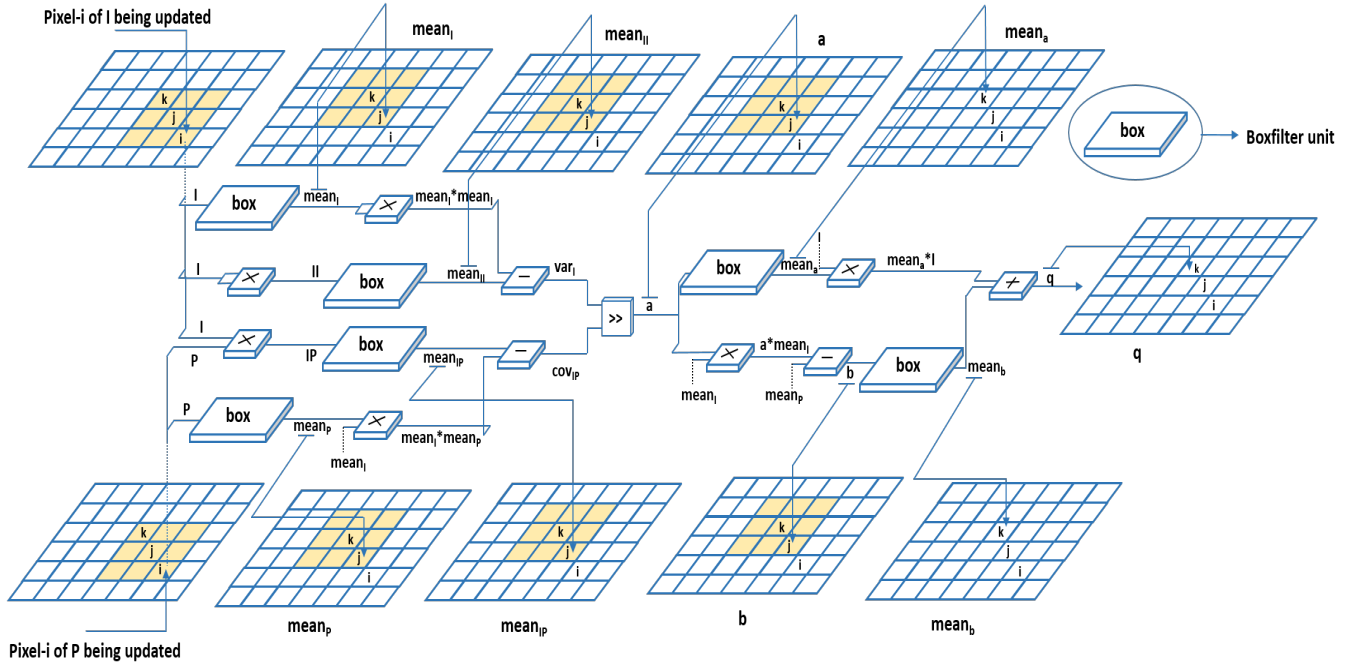 Pixel-i of I being updated
mean_I
mean_II
a
mean_a
k
j
i
k
j
i
k
j
i
k
j
i
k
j
i
box
Boxfilter unit
I
box
mean_I
×
mean_I*mean_I
I
×
II
box
mean_II
−
var_I
I
P
×
IP
box
mean_IP
−
cov_IP
>>
a
P
box
mean_P
mean_I
×
mean_I*mean_P
box
mean_a
I
×
mean_a*I
+
q
×
mean_I
a*mean_I
−
mean_P
b
box
mean_b
k
j
i
q
k
j
i
k
j
i
k
j
i
k
j
i
k
j
i
mean_P
mean_IP
b
mean_b
Pixel-i of P being updated